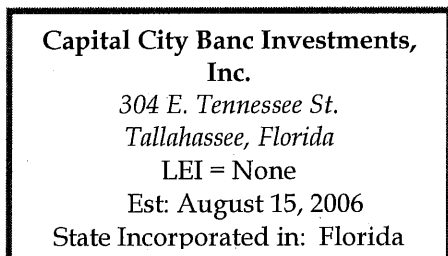 Capital City Banc Investments,
Inc.
304 E. Tennessee St.
Tallahassee, Florida
LEI = None
Est: August 15, 2006
State Incorporated in: Florida